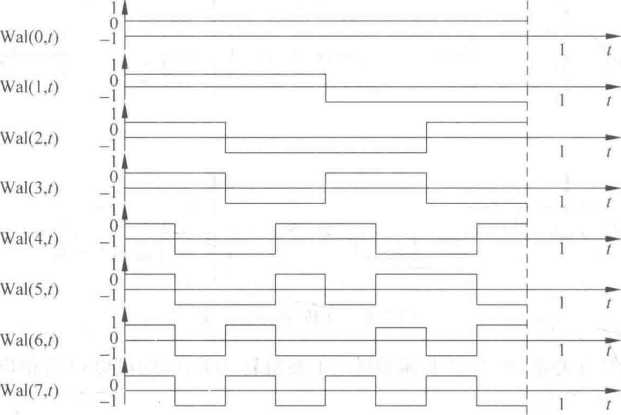 1
Wal(0,t) 0
-1 1 t
1
Wal(1,t) 0
-1 1 t
1
Wal(2,t) 0
-1 1 t
1
Wal(3,t) 0
-1 1 t
1
Wal(4,t) 0
-1 1 t
1
Wal(5,t) 0
-1 1 t
1
Wal(6,t) 0
-1 1 t
1
Wal(7,t) 0
-1 1 t